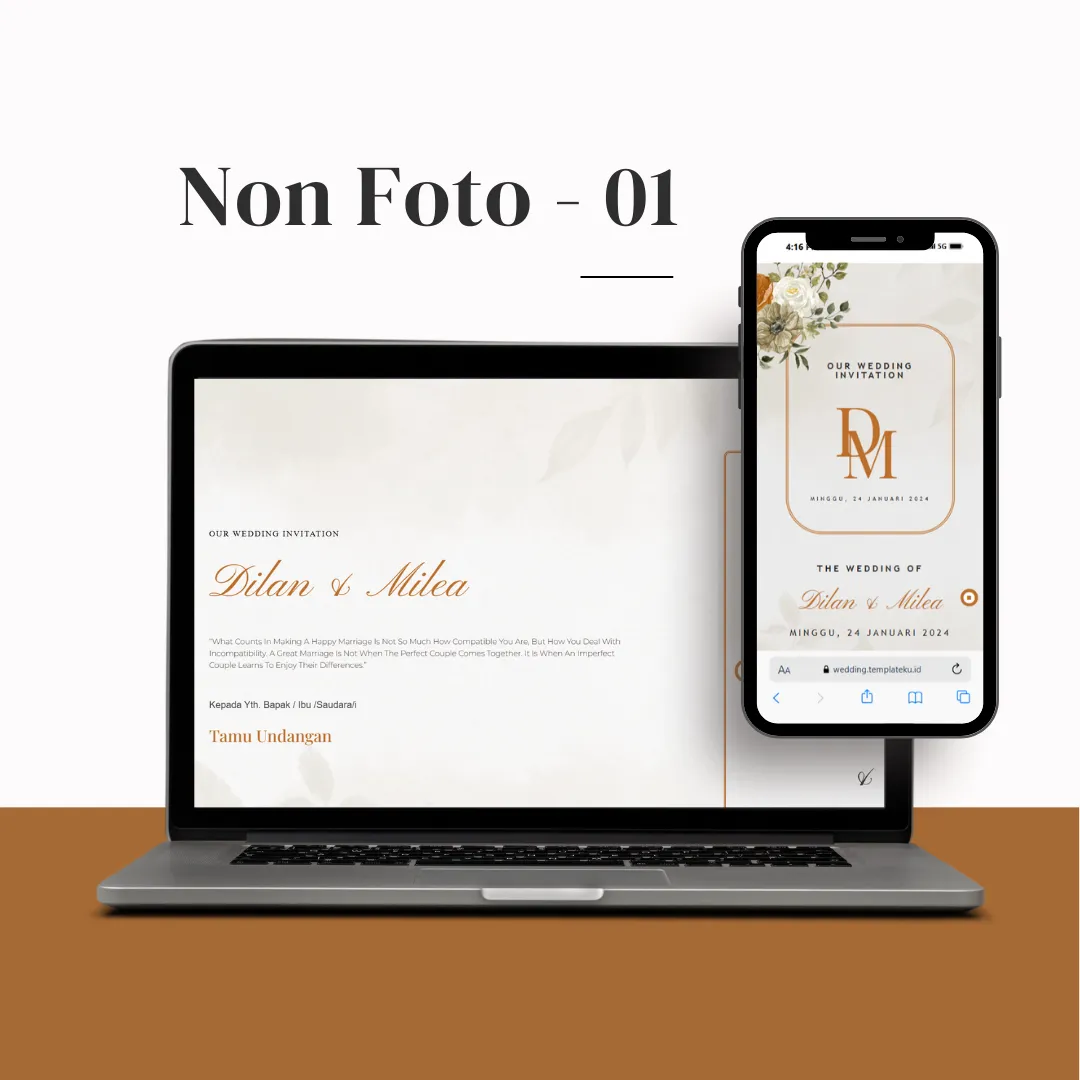 Non Foto - 01
OUR WEDDING INVITATION
Dilan & Milea
"What Counts In Making A Happy Marriage Is Not So Much How Compatible You Are, But How You Deal With
Incompatibility. A Great Marriage Is Not When The Perfect Couple Comes Together. It Is When An Imperfect
Couple Learns To Enjoy Their Differences."
Kepada Yth. Bapak / Ibu /Saudara/i
Tamu Undangan
&
4:16
5G
OUR WEDDING
INVITATION
DM
MINGGU, 24 JANUARI 2024
THE WEDDING OF
Dilan & Milea
MINGGU, 24 JANUARI 2024
AA wedding.templateku.id